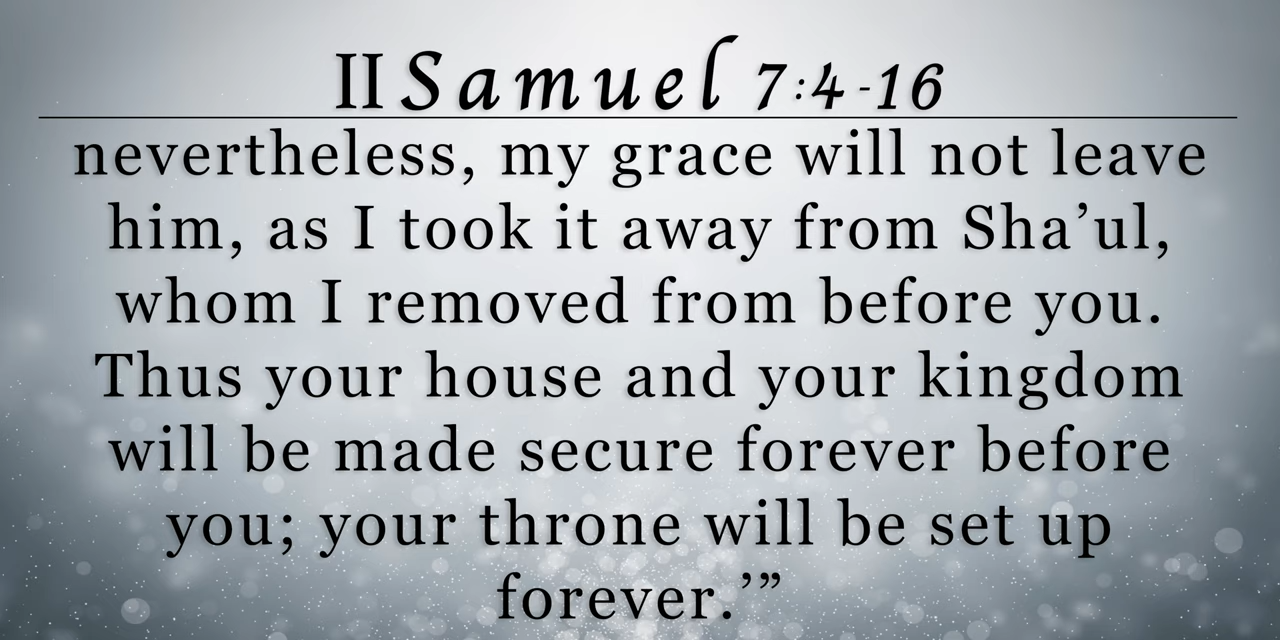 II Samuel 7:4-16
nevertheless, my grace will not leave
him, as I took it away from Sha’ul,
whom I removed from before you.
Thus your house and your kingdom
will be made secure forever before
you; your throne will be set up
forever.’”